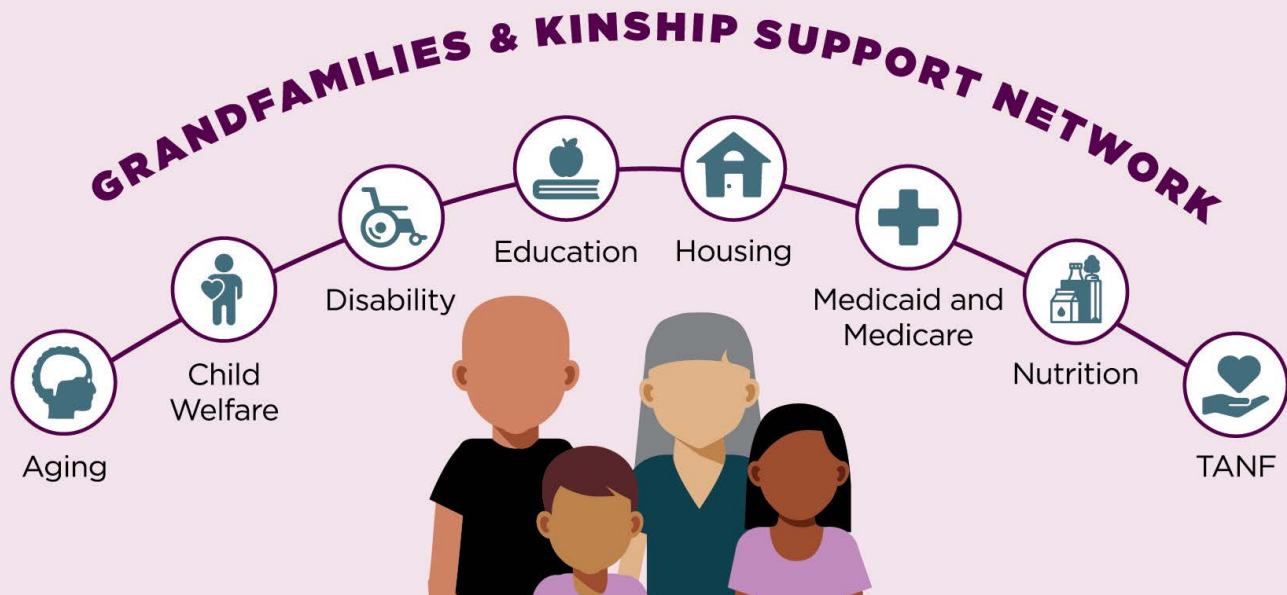 GRANDFAMILIES & KINSHIP SUPPORT NETWORK
Aging
Child
Welfare
Disability
Education
Housing
Medicaid and
Medicare
Nutrition
TANF